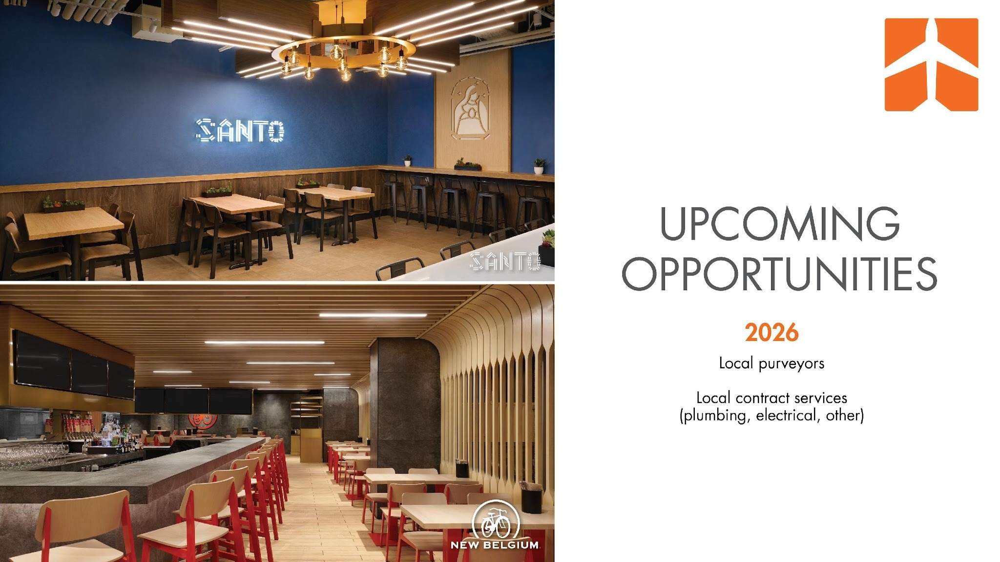 SANTO
SANTO
NEW BELGIUM
UPCOMING
OPPORTUNITIES
2026
Local purveyors
Local contract services
(plumbing, electrical, other)